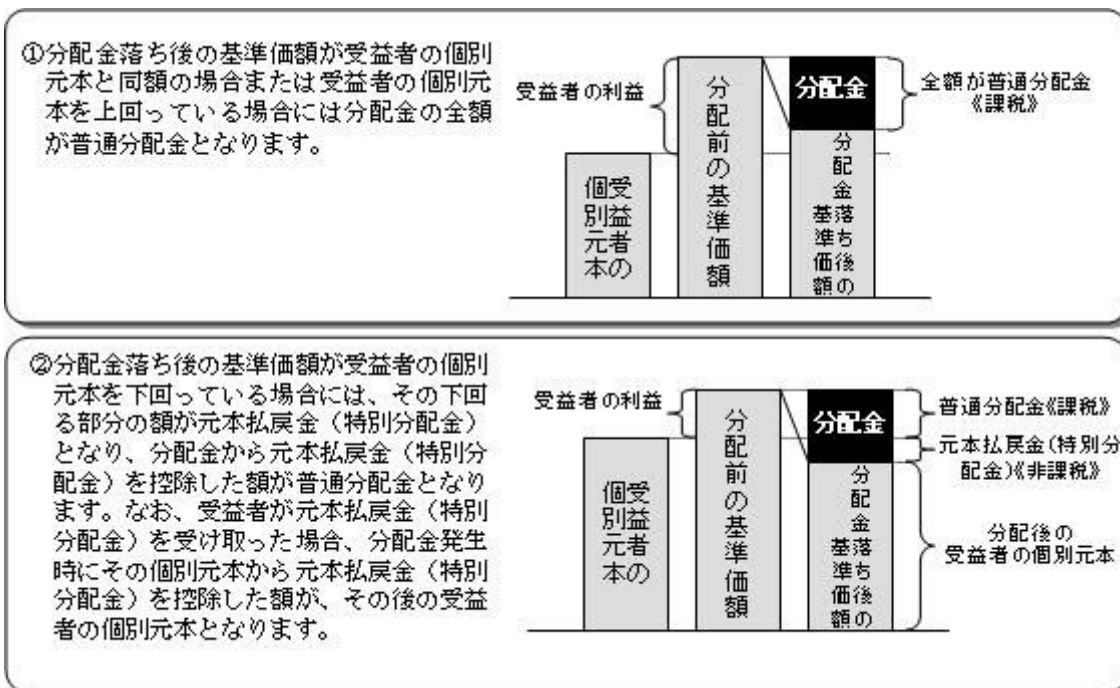 ①分配金落ち後の基準価額が受益者の個別
元本と同額の場合または受益者の個別元
本を上回っている場合には分配金の全額
が普通分配金となります。
受益者の利益
受益者の
個別元本
分配前の基準価額
分配金
分配金落ち後の
基準価額
全額が普通分配金
《課税》
②分配金落ち後の基準価額が受益者の個別
元本を下回っている場合には、その下回
る部分の額が元本払戻金（特別分配金）
となり、分配金から元本払戻金（特別分
配金）を控除した額が普通分配金となり
ます。なお、受益者が元本払戻金（特別
分配金）を受け取った場合、分配金発生
時にその個別元本から元本払戻金（特別
分配金）を控除した額が、その後の受益
者の個別元本となります。
受益者の利益
受益者の
個別元本
分配前の基準価額
分配金
分配金落ち後の
基準価額
普通分配金《課税》
元本払戻金(特別分
配金)《非課税》
分配後の
受益者の個別元本